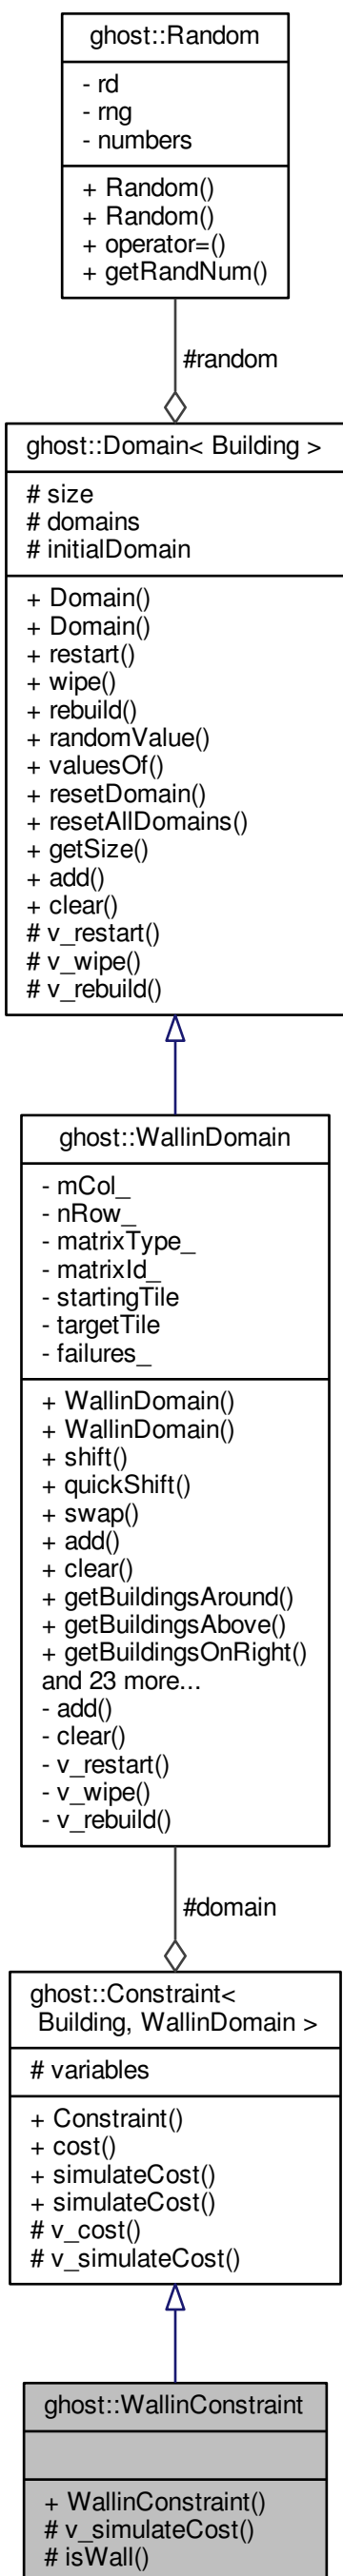 ghost::Random
- rd
- rng
- numbers
+ Random()
+ Random()
+ operator=()
+ getRandNum()
#random
ghost::Domain< Building >
# size
# domains
# initialDomain
+ Domain()
+ Domain()
+ restart()
+ wipe()
+ rebuild()
+ randomValue()
+ valuesOf()
+ resetDomain()
+ resetAllDomains()
+ getSize()
+ add()
+ clear()
# v_restart()
# v_wipe()
# v_rebuild()
ghost::WallinDomain
- mCol_
- nRow_
- matrixType_
- matrixId_
- startingTile
- targetTile
- failures_
+ WallinDomain()
+ WallinDomain()
+ shift()
+ quickShift()
+ swap()
+ add()
+ clear()
+ getBuildingsAround()
+ getBuildingsAbove()
+ getBuildingsOnRight()
and 23 more...
- add()
- clear()
- v_restart()
- v_wipe()
- v_rebuild()
#domain
ghost::Constraint<
Building, WallinDomain >
# variables
+ Constraint()
+ cost()
+ simulateCost()
+ simulateCost()
# v_cost()
# v_simulateCost()
ghost::WallinConstraint
+ WallinConstraint()
# v_simulateCost()
# isWall()